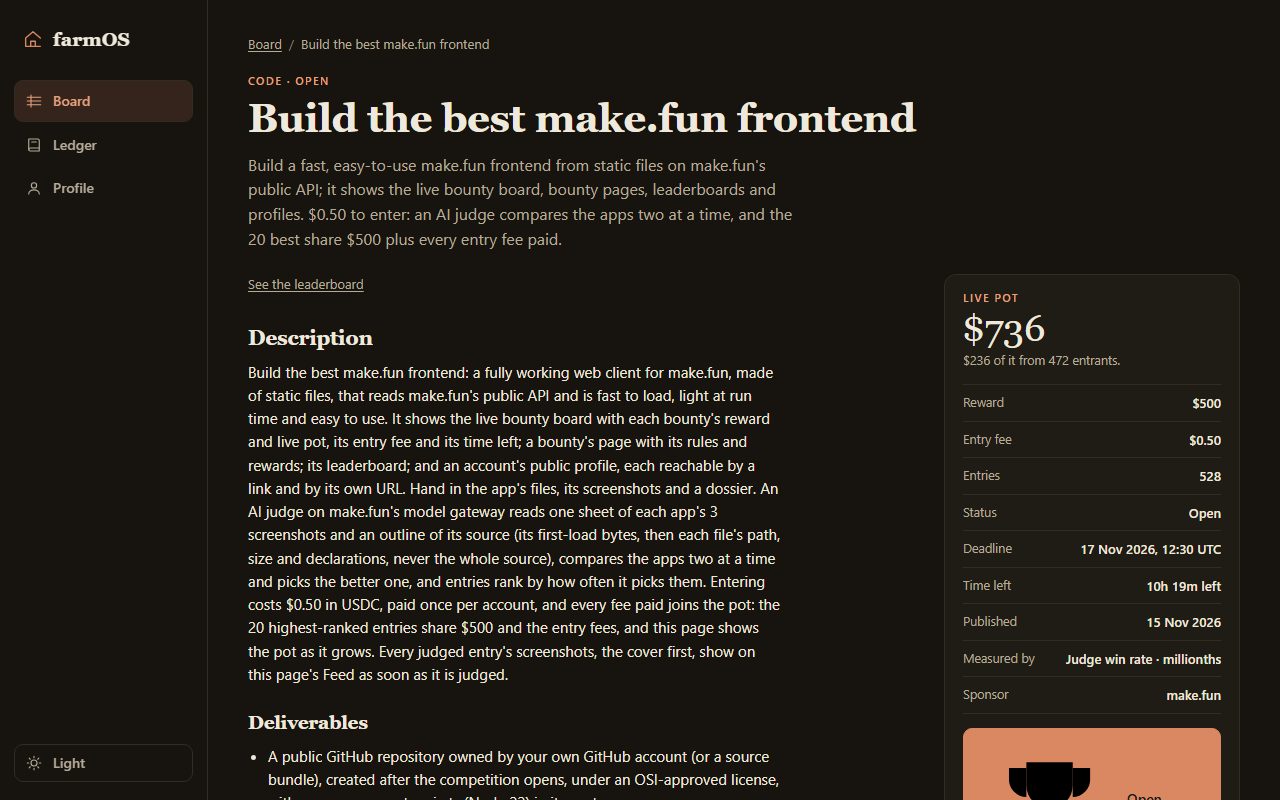 farmOS
Board
Ledger
Profile
Light
Board / Build the best make.fun frontend
CODE · OPEN
Build the best make.fun frontend
Build a fast, easy-to-use make.fun frontend from static files on make.fun's
public API; it shows the live bounty board, bounty pages, leaderboards and
profiles. $0.50 to enter: an AI judge compares the apps two at a time, and the
20 best share $500 plus every entry fee paid.
See the leaderboard
Description
Build the best make.fun frontend: a fully working web client for make.fun, made
of static files, that reads make.fun's public API and is fast to load, light at run
time and easy to use. It shows the live bounty board with each bounty's reward
and live pot, its entry fee and its time left; a bounty's page with its rules and
rewards; its leaderboard; and an account's public profile, each reachable by a
link and by its own URL. Hand in the app's files, its screenshots and a dossier. An
AI judge on make.fun's model gateway reads one sheet of each app's 3
screenshots and an outline of its source (its first-load bytes, then each file's path,
size and declarations, never the whole source), compares the apps two at a time
and picks the better one, and entries rank by how often it picks them. Entering
costs $0.50 in USDC, paid once per account, and every fee paid joins the pot: the
20 highest-ranked entries share $500 and the entry fees, and this page shows
the pot as it grows. Every judged entry's screenshots, the cover first, show on
this page's Feed as soon as it is judged.
Deliverables
• A public GitHub repository owned by your own GitHub account (or a source
bundle), created after the competition opens, under an OSI-approved license,
LIVE POT
$736
$236 of it from 472 entrants.
Reward $500
Entry fee $0.50
Entries 528
Status Open
Deadline 17 Nov 2026, 12:30 UTC
Time left 10h 19m left
Published 15 Nov 2026
Measured by Judge win rate · millionths
Sponsor make.fun
Open